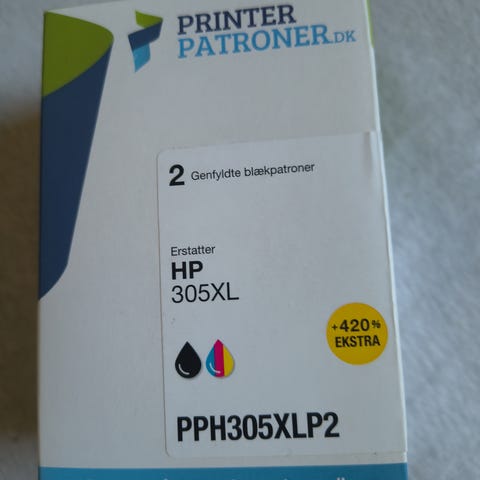 PRINTER
PATRONER.DK
2 Genfyldte blækpatroner
Erstatter
HP
305XL
+420%
EKSTRA
PPH305XLP2